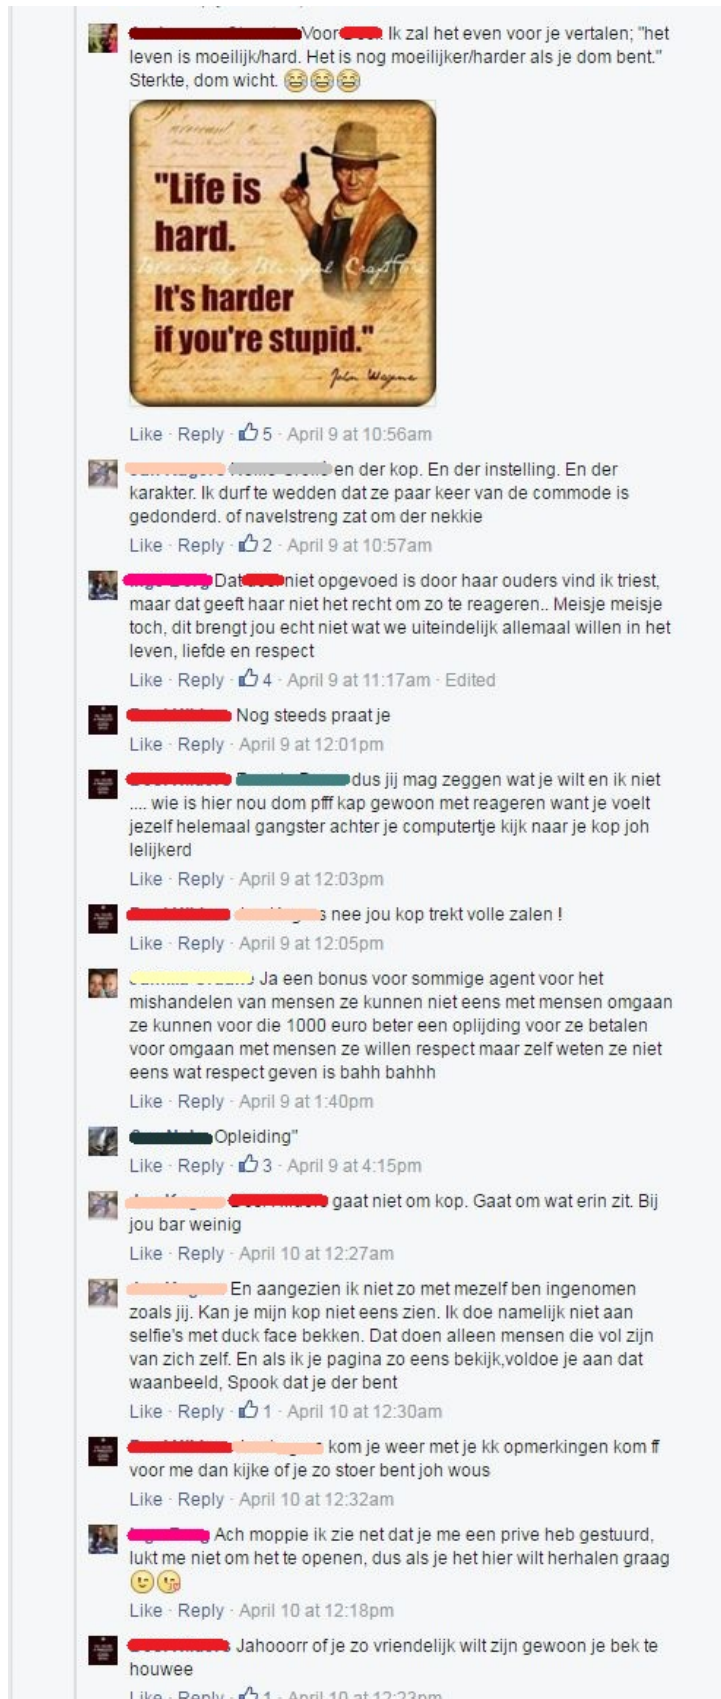 Voor Ik zal het even voor je vertalen; "het
leven is moeilijk/hard. Het is nog moeilijker/harder als je dom bent."
Sterkte, dom wicht.
"Life is
hard.
It's harder
if you're stupid."
John Wayne
Like · Reply · 5 · April 9 at 10:56am
en der kop. En der instelling. En der
karakter. Ik durf te wedden dat ze paar keer van de commode is
gedonderd. of navelstreng zat om der nekkie
Like · Reply · 2 · April 9 at 10:57am
Dat niet opgevoed is door haar ouders vind ik triest,
maar dat geeft haar niet het recht om zo te reageren.. Meisje meisje
toch, dit brengt jou echt niet wat we uiteindelijk allemaal willen in het
leven, liefde en respect
Like · Reply · 4 · April 9 at 11:17am · Edited
Nog steeds praat je
Like · Reply · April 9 at 12:01pm
dus jij mag zeggen wat je wilt en ik niet
.... wie is hier nou dom pfff kap gewoon met reageren want je voelt
jezelf helemaal gangster achter je computertje kijk naar je kop joh
lelijkerd
Like · Reply · April 9 at 12:03pm
nee jou kop trekt volle zalen !
Like · Reply · April 9 at 12:05pm
Ja een bonus voor sommige agent voor het
mishandelen van mensen ze kunnen niet eens met mensen omgaan
ze kunnen voor die 1000 euro beter een oplijding voor ze betalen
voor omgaan met mensen ze willen respect maar zelf weten ze niet
eens wat respect geven is bahh bahhh
Like · Reply · April 9 at 1:40pm
Opleiding"
Like · Reply · 3 · April 9 at 4:15pm
gaat niet om kop. Gaat om wat erin zit. Bij
jou bar weinig
Like · Reply · April 10 at 12:27am
En aangezien ik niet zo met mezelf ben ingenomen
zoals jij. Kan je mijn kop niet eens zien. Ik doe namelijk niet aan
selfie's met duck face bekken. Dat doen alleen mensen die vol zijn
van zich zelf. En als ik je pagina zo eens bekijk,voldoe je aan dat
waanbeeld, Spook dat je der bent
Like · Reply · 1 · April 10 at 12:30am
kom je weer met je kk opmerkingen kom ff
voor me dan kijke of je zo stoer bent joh wous
Like · Reply · April 10 at 12:32am
Ach moppie ik zie net dat je me een prive heb gestuurd,
lukt me niet om het te openen, dus als je het hier wilt herhalen graag
Like · Reply · April 10 at 12:18pm
Jahooorr of je zo vriendelijk wilt zijn gewoon je bek te
houwee
Like · Reply · 1 · April 10 at 12:23pm